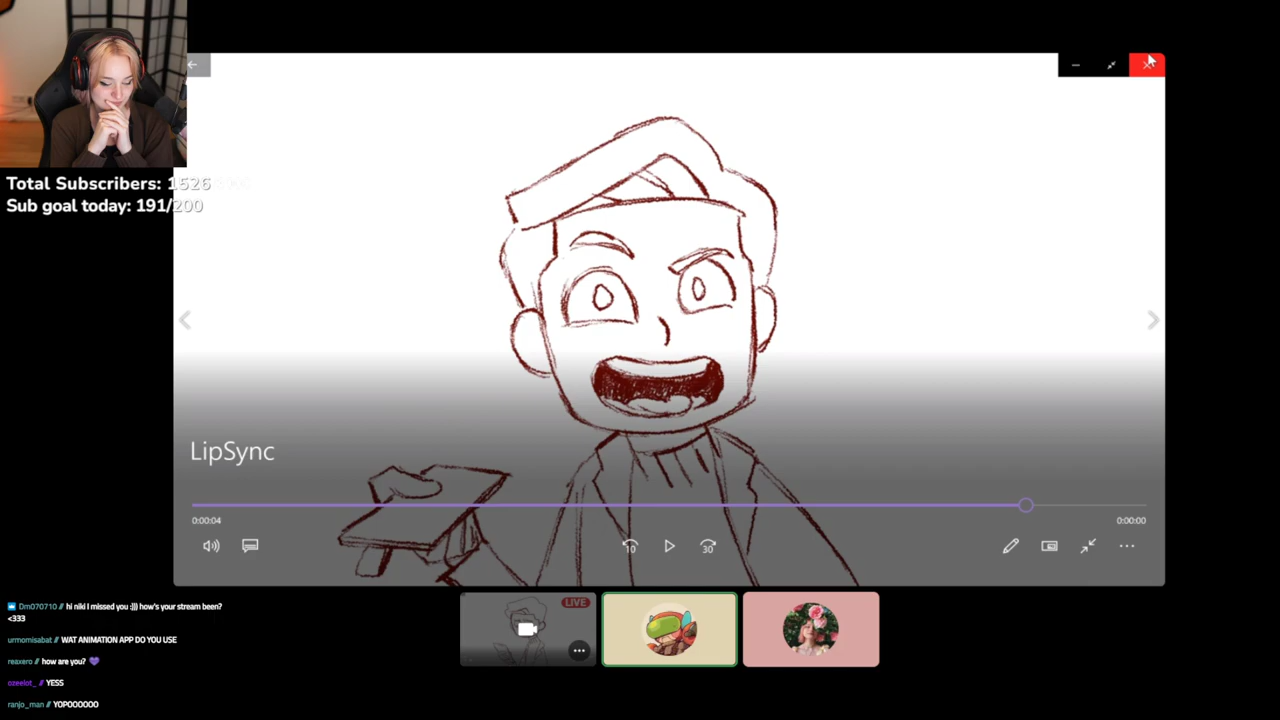 Total Subscribers: 1526
Sub goal today: 191/200
LipSync
0:00:04
0:00:00
10
30
LIVE
Dm070710 // hi niki I missed you :))) how's your stream been?
<333
urmomisabat // WAT ANIMATION APP DO YOU USE
reaxero // how are you? 💜
ozeelot_ // YESS
ranjo_man // YOPOOOOOO